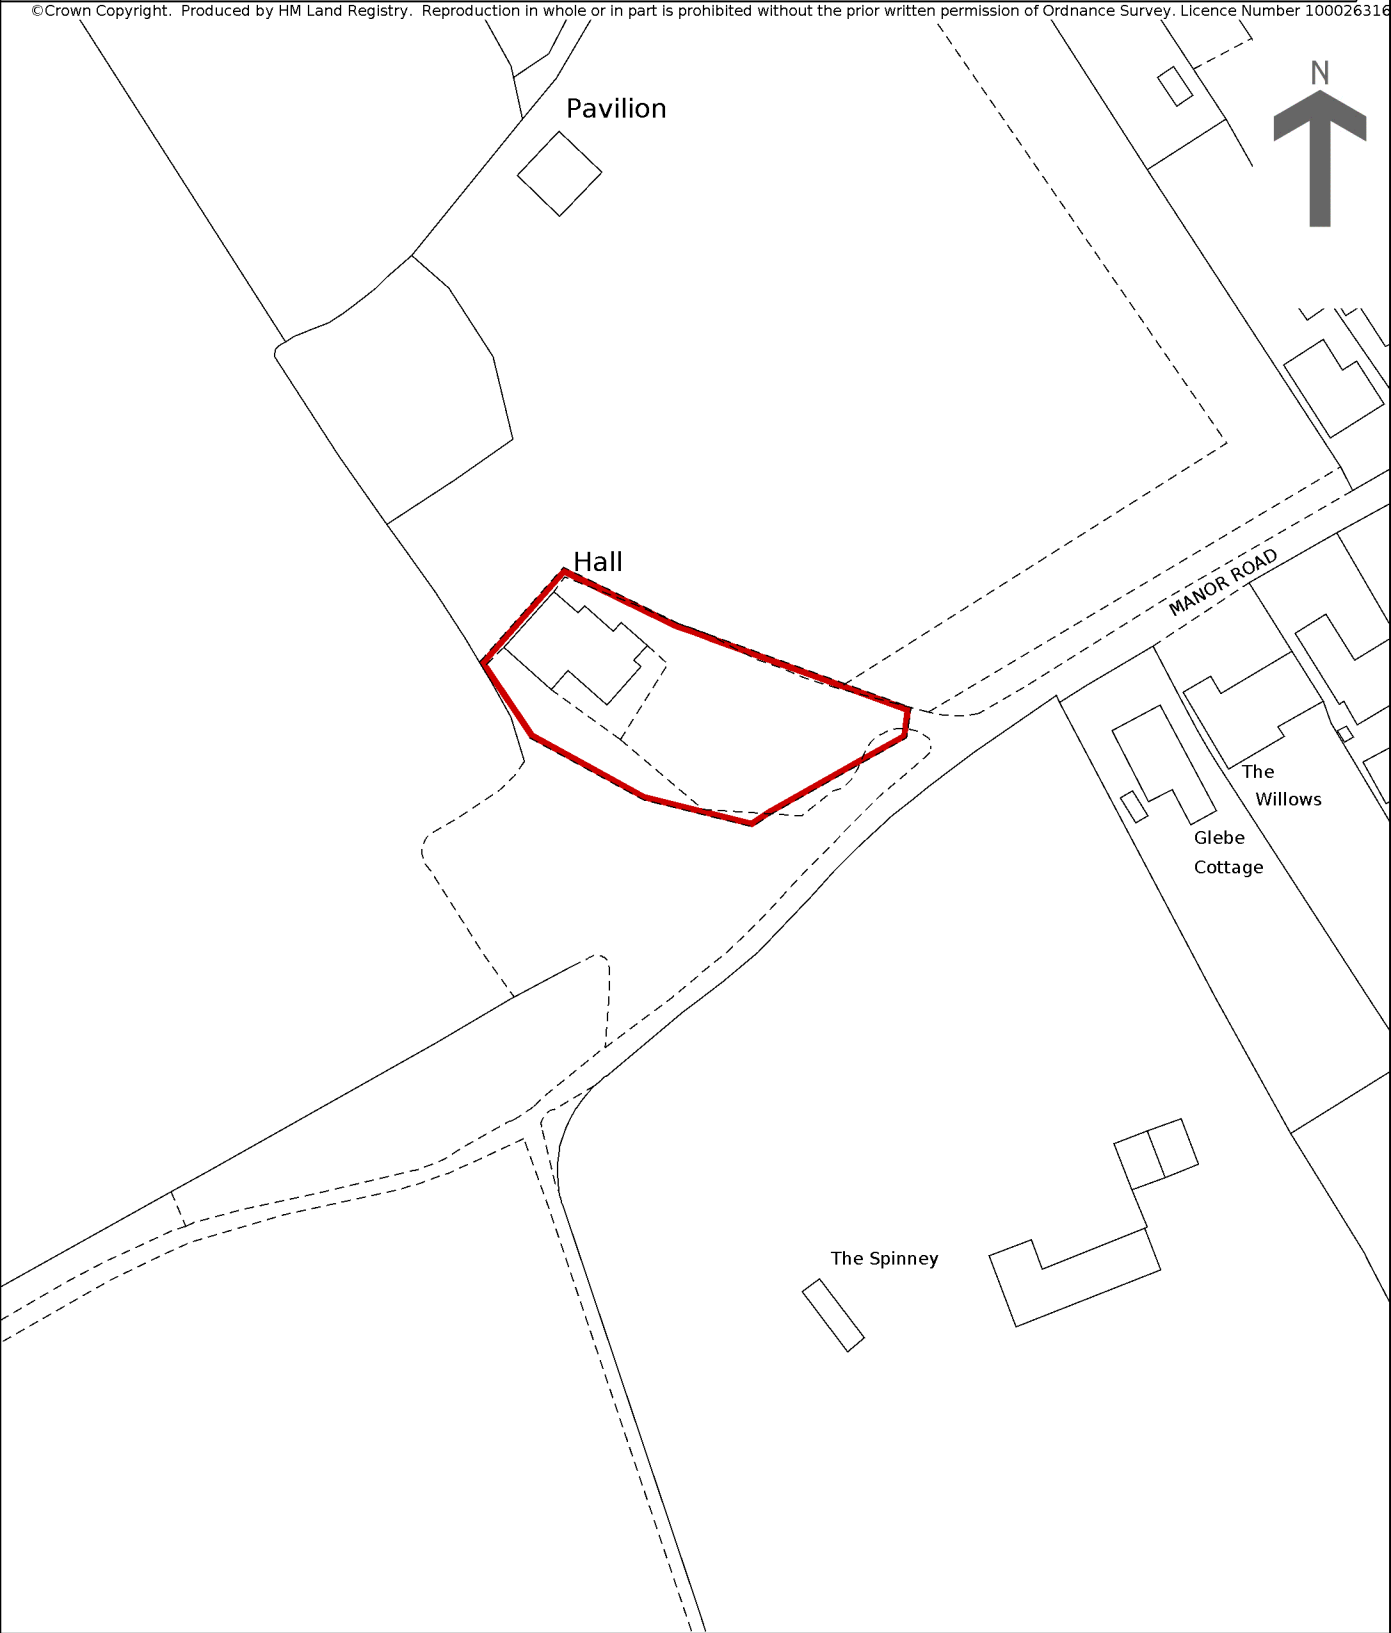 ©Crown Copyright. Produced by HM Land Registry. Reproduction in whole or in part is prohibited without the prior written permission of Ordnance Survey. Licence Number 100026316
N
Pavilion
Hall
MANOR ROAD
The
Willows
Glebe
Cottage
The Spinney